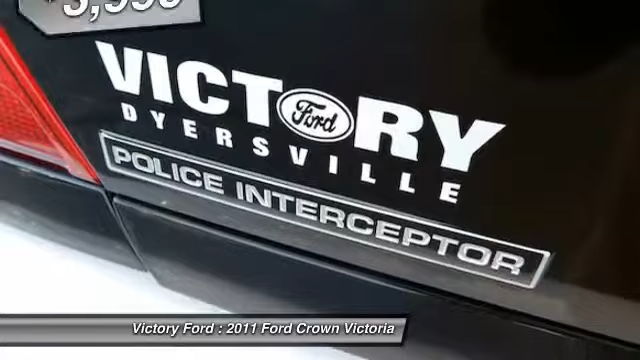 VICTORY
Ford
DYERSVILLE
POLICE INTERCEPTOR
Victory Ford : 2011 Ford Crown Victoria